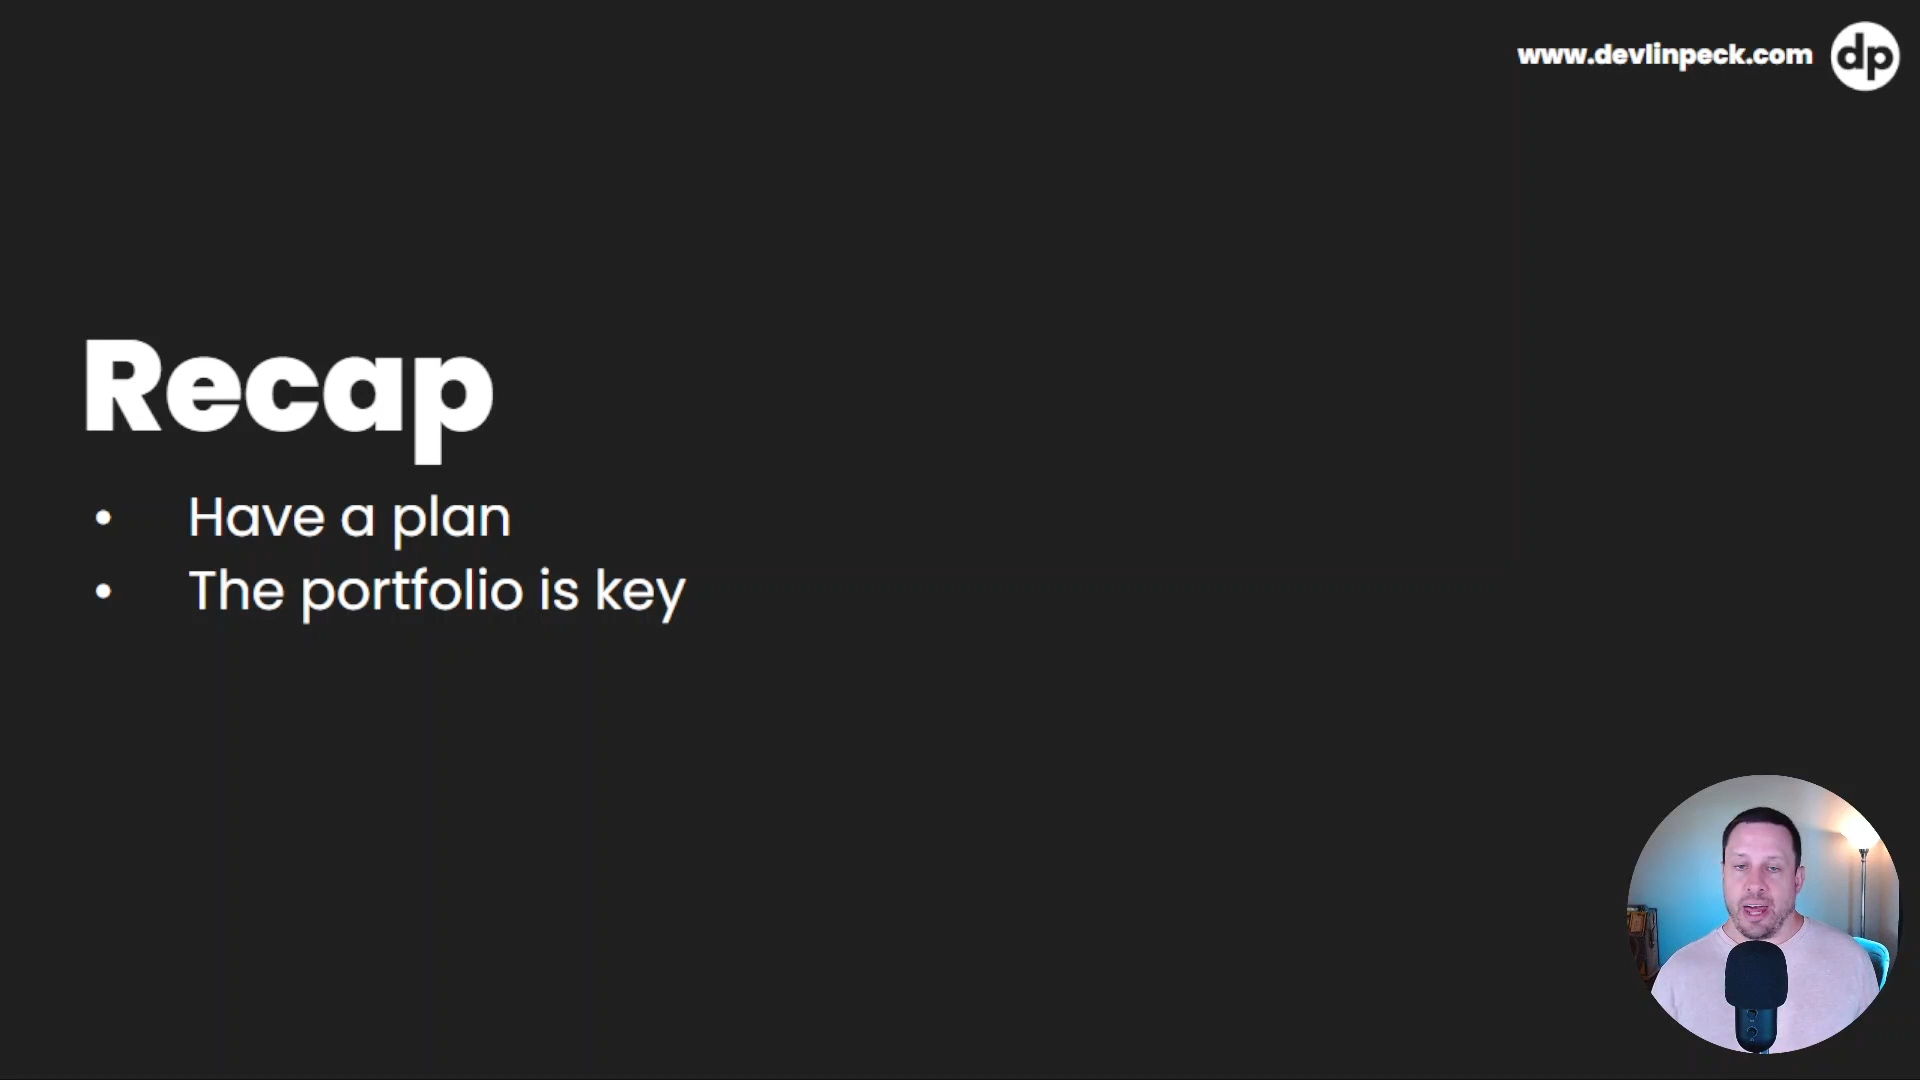 www.devlinpeck.com
dp
Recap
• Have a plan
• The portfolio is key